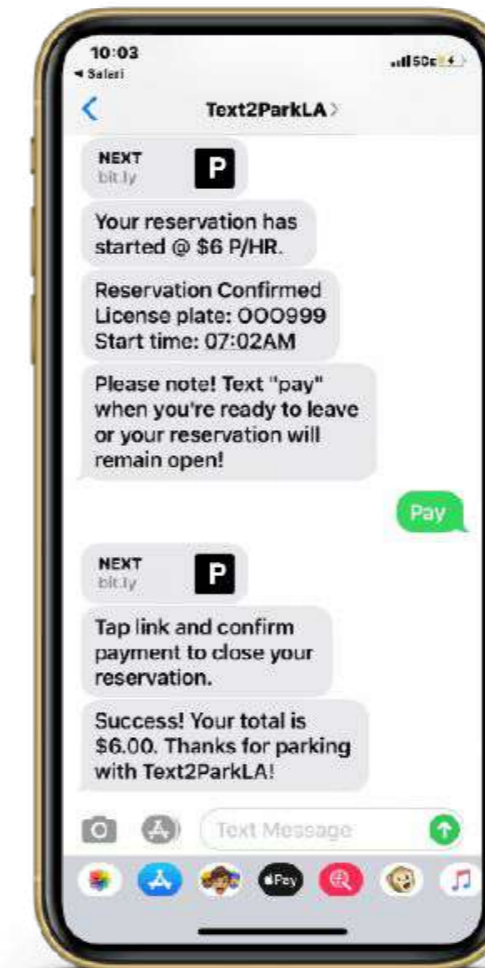 10:03
Safari
5G
Text2ParkLA
NEXT
bit.ly
P
Your reservation has
started @ $6 P/HR.
Reservation Confirmed
License plate: OOO999
Start time: 07:02AM
Please note! Text "pay"
when you're ready to leave
or your reservation will
remain open!
Pay
NEXT
bit.ly
P
Tap link and confirm
payment to close your
reservation.
Success! Your total is
$6.00. Thanks for parking
with Text2ParkLA!
Text Message
Pay